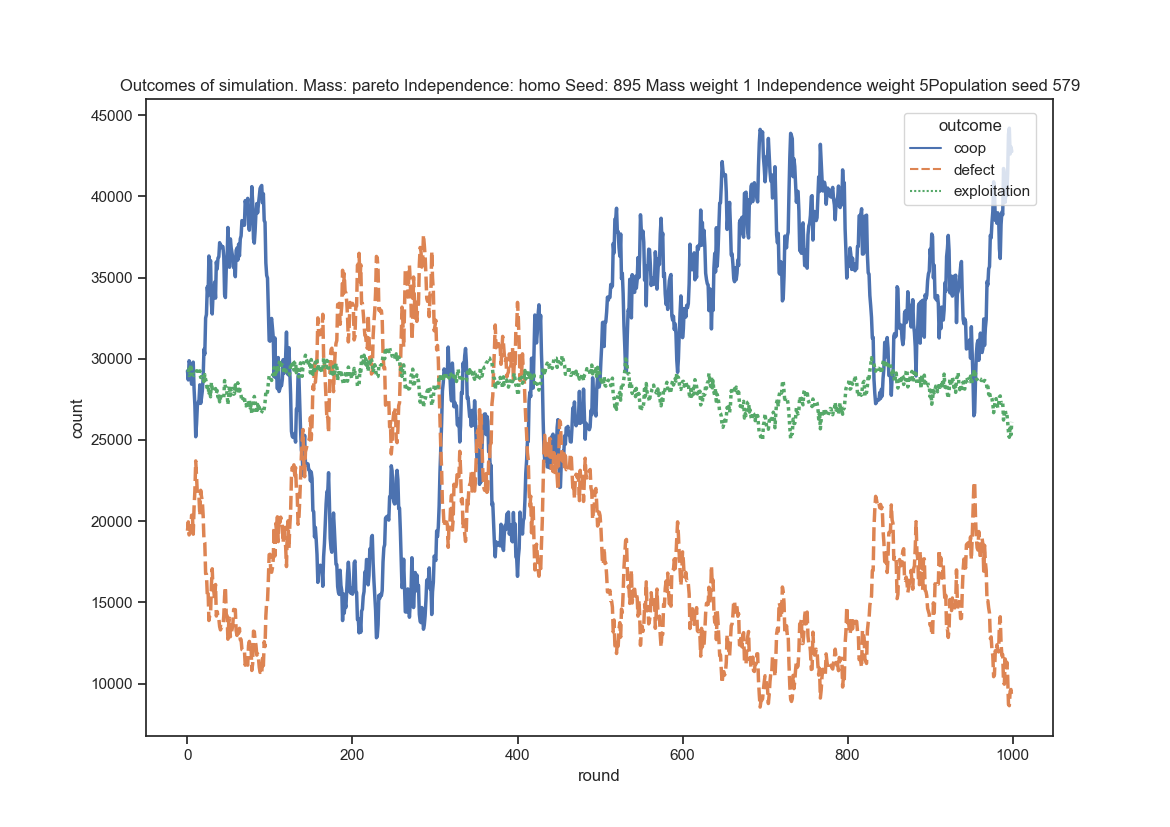 Outcomes of simulation. Mass: pareto Independence: homo Seed: 895 Mass weight 1 Independence weight 5Population seed 579
outcome
coop
defect
exploitation
count
45000
40000
35000
30000
25000
20000
15000
10000
0 200 400 600 800 1000
round